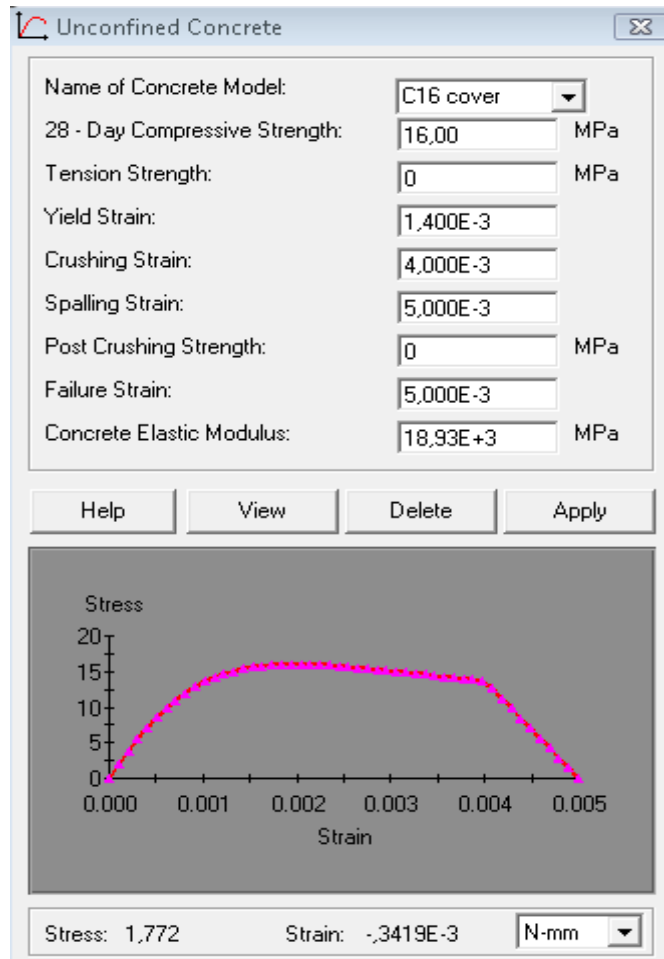 Unconfined Concrete
Name of Concrete Model: C16 cover
28 - Day Compressive Strength: 16,00 MPa
Tension Strength: 0 MPa
Yield Strain: 1,400E-3
Crushing Strain: 4,000E-3
Spalling Strain: 5,000E-3
Post Crushing Strength: 0 MPa
Failure Strain: 5,000E-3
Concrete Elastic Modulus: 18,93E+3 MPa
Help View Delete Apply
Stress
20
15
10
5
0
0.000 0.001 0.002 0.003 0.004 0.005
Strain
Stress: 1,772 Strain: -,3419E-3 N-mm